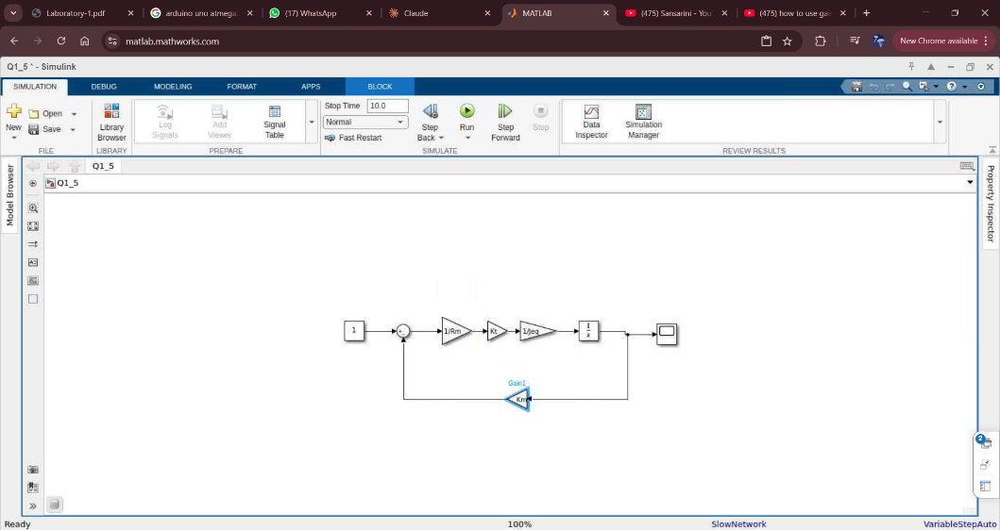 Laboratory-1.pdf
arduino uno atmega
(17) WhatsApp
Claude
MATLAB
(475) Sansarini - You
(475) how to use gai
matlab.mathworks.com
New Chrome available
Q1_5 * - Simulink
SIMULATION DEBUG MODELING FORMAT APPS BLOCK
New
Open
Save
FILE
Library Browser
LIBRARY
Log Signals
Add Viewer
Signal Table
PREPARE
Stop Time 10.0
Normal
Fast Restart
Step Back
Run
Step Forward
Stop
SIMULATE
Data Inspector
Simulation Manager
REVIEW RESULTS
Model Browser
Q1_5
Q1_5
Property Inspector
1
1/Rm
Kt
1/Jeq
1
s
Gain1
Km
2
Ready 100% SlowNetwork VariableStepAuto